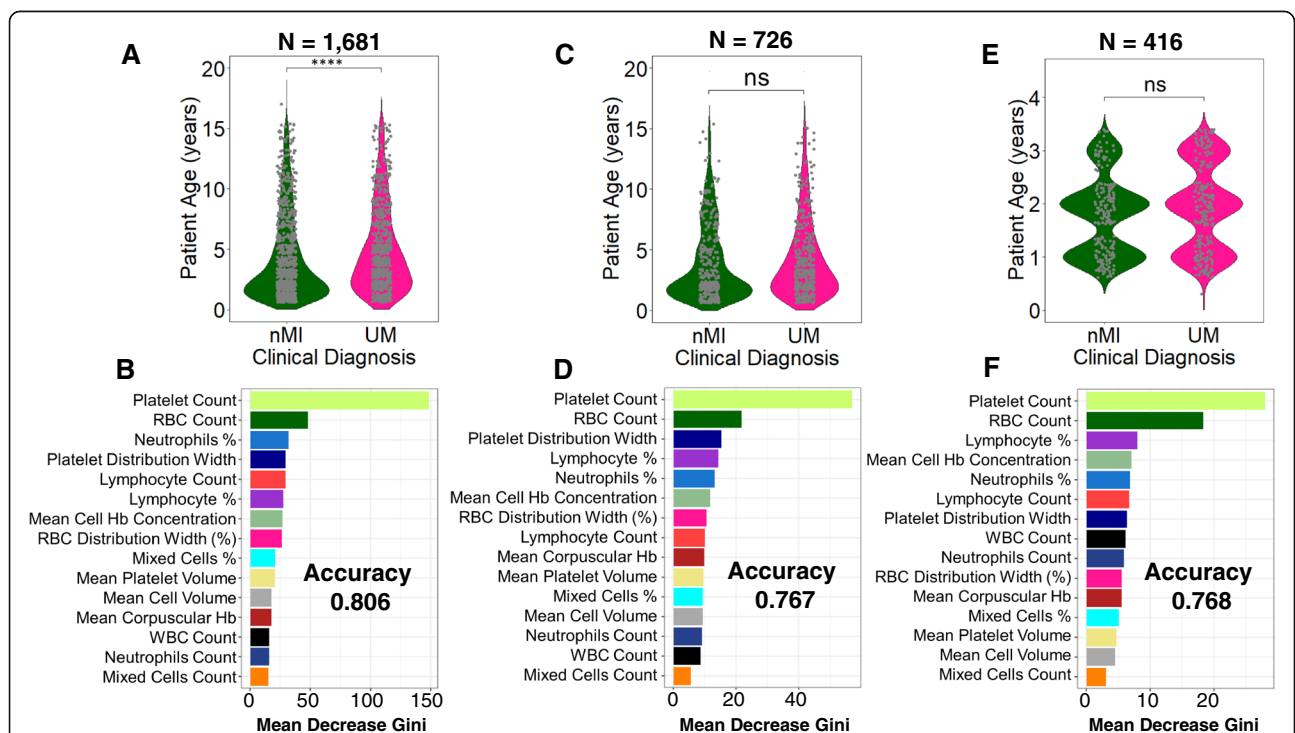 A
N = 1,681
****
20
15
10
5
0
Patient Age (years)
nMI UM
Clinical Diagnosis
C
N = 726
ns
20
15
10
5
0
Patient Age (years)
nMI UM
Clinical Diagnosis
E
N = 416
ns
4
3
2
1
0
Patient Age (years)
nMI UM
Clinical Diagnosis
B
Platelet Count
RBC Count
Neutrophils %
Platelet Distribution Width
Lymphocyte Count
Lymphocyte %
Mean Cell Hb Concentration
RBC Distribution Width (%)
Mixed Cells %
Mean Platelet Volume
Mean Cell Volume
Mean Corpuscular Hb
WBC Count
Neutrophils Count
Mixed Cells Count
Accuracy
0.806
0 50 100 150
Mean Decrease Gini
D
Platelet Count
RBC Count
Platelet Distribution Width
Lymphocyte %
Neutrophils %
Mean Cell Hb Concentration
RBC Distribution Width (%)
Lymphocyte Count
Mean Corpuscular Hb
Mean Platelet Volume
Mixed Cells %
Mean Cell Volume
Neutrophils Count
WBC Count
Mixed Cells Count
Accuracy
0.767
0 20 40
Mean Decrease Gini
F
Platelet Count
RBC Count
Lymphocyte %
Mean Cell Hb Concentration
Neutrophils %
Lymphocyte Count
Platelet Distribution Width
WBC Count
Neutrophils Count
RBC Distribution Width (%)
Mean Corpuscular Hb
Mixed Cells %
Mean Platelet Volume
Mean Cell Volume
Mixed Cells Count
Accuracy
0.768
0 10 20
Mean Decrease Gini